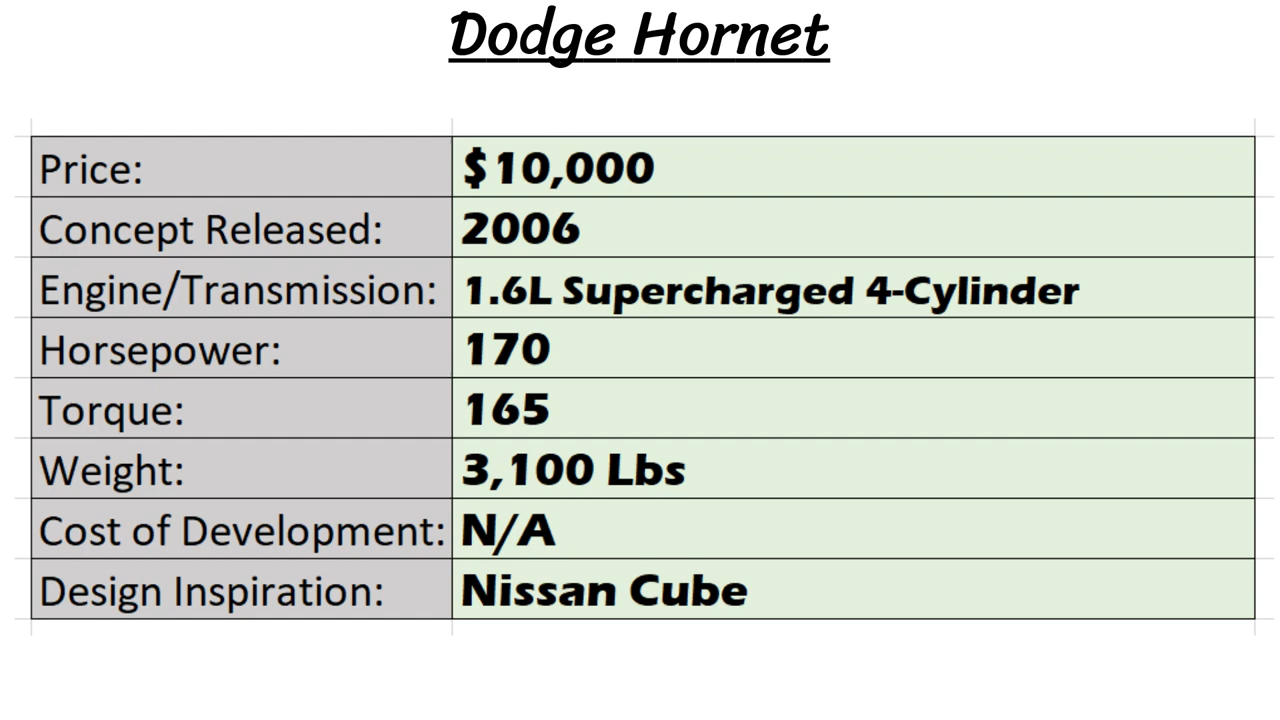 Dodge Hornet
Price: $10,000
Concept Released: 2006
Engine/Transmission: 1.6L Supercharged 4-Cylinder
Horsepower: 170
Torque: 165
Weight: 3,100 Lbs
Cost of Development: N/A
Design Inspiration: Nissan Cube